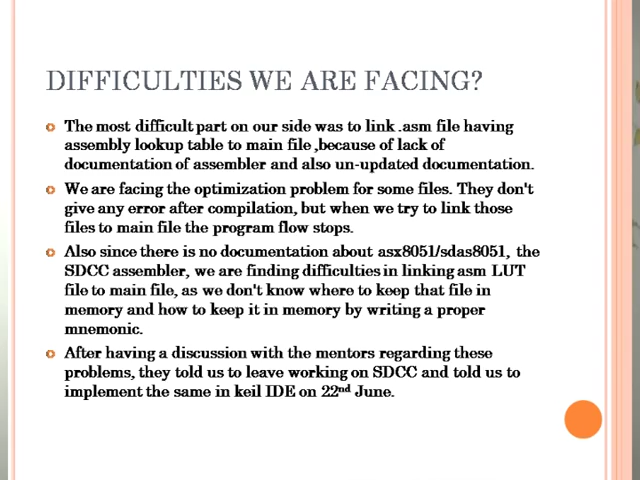 DIFFICULTIES WE ARE FACING?
The most difficult part on our side was to link .asm file having
assembly lookup table to main file ,because of lack of
documentation of assembler and also un-updated documentation.
We are facing the optimization problem for some files. They don't
give any error after compilation, but when we try to link those
files to main file the program flow stops.
Also since there is no documentation about asx8051/sdas8051, the
SDCC assembler, we are finding difficulties in linking asm LUT
file to main file, as we don't know where to keep that file in
memory and how to keep it in memory by writing a proper
mnemonic.
After having a discussion with the mentors regarding these
problems, they told us to leave working on SDCC and told us to
implement the same in keil IDE on 22nd June.